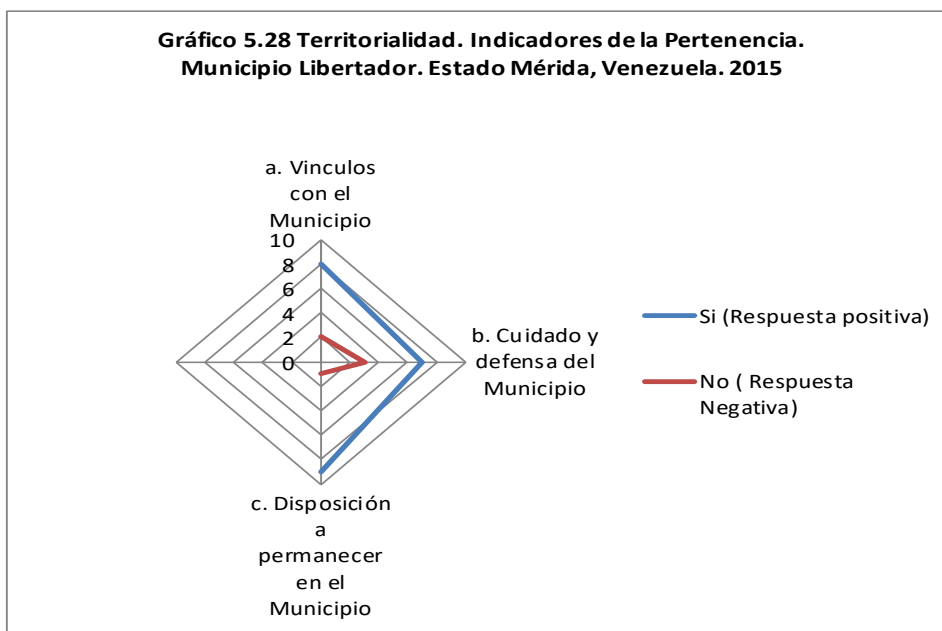 Gráfico 5.28 Territorialidad. Indicadores de la Pertenencia.
Municipio Libertador. Estado Mérida, Venezuela. 2015
a. Vinculos
con el
Municipio
10
8
6
4
2
0
b. Cuidado y
defensa del
Municipio
c. Disposición
a
permanecer
en el
Municipio
Si (Respuesta positiva)
No ( Respuesta
Negativa)